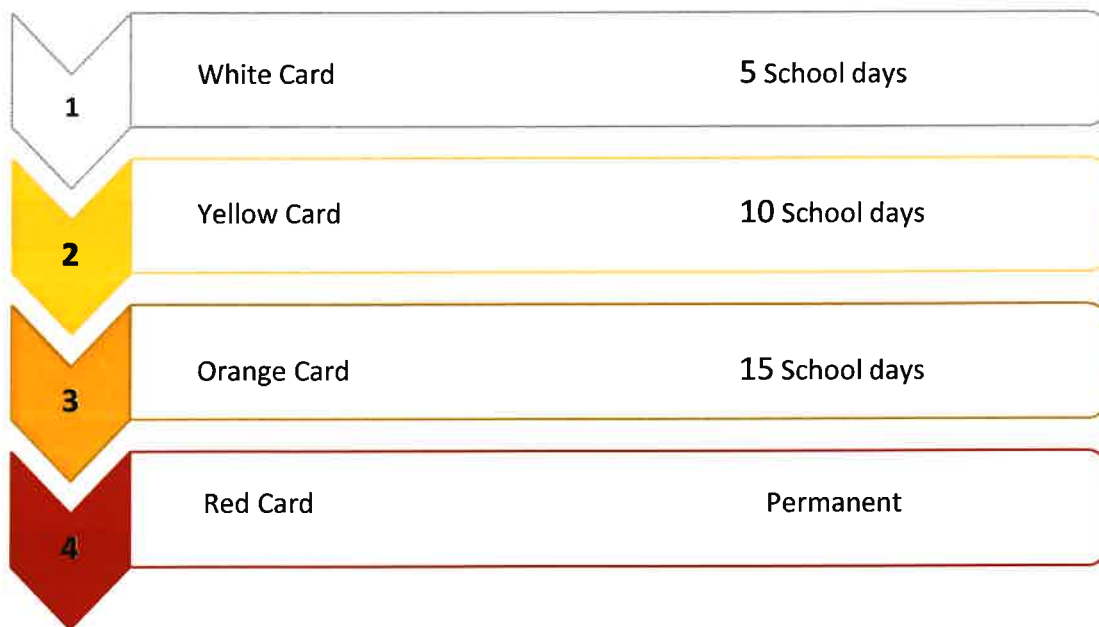 1 White Card 5 School days
2 Yellow Card 10 School days
3 Orange Card 15 School days
4 Red Card Permanent